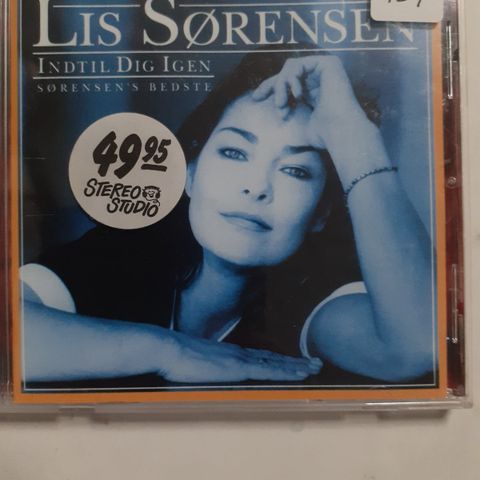 LIS SØRENSEN
INDTIL DIG IGEN
SØRENSEN'S BEDSTE
49 95
STEREO
STUDIO